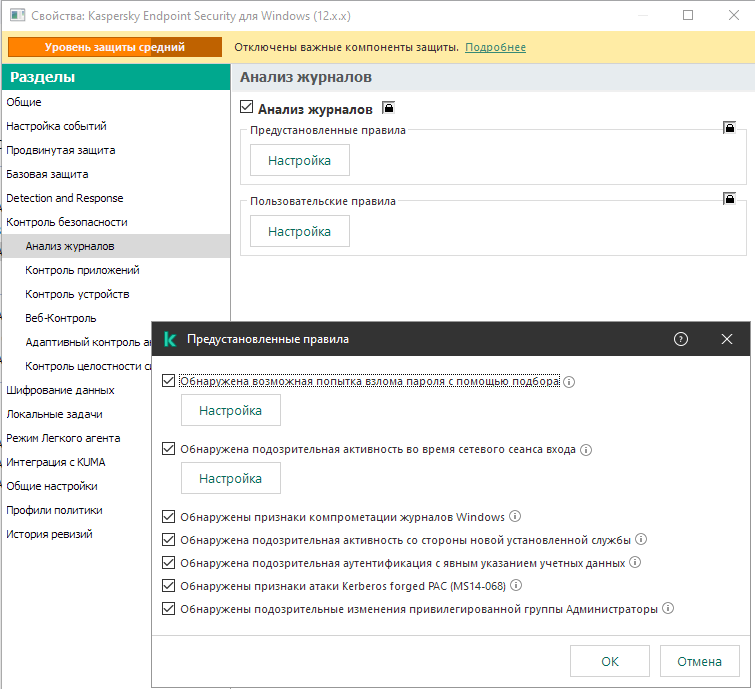 Свойства: Kaspersky Endpoint Security для Windows (12.x.x)
Уровень защиты средний
Отключены важные компоненты защиты. Подробнее
Разделы
Общие
Настройка событий
Продвинутая защита
Базовая защита
Detection and Response
Контроль безопасности
Анализ журналов
Контроль приложений
Контроль устройств
Веб-Контроль
Адаптивный контроль
Контроль целостности
Шифрование данных
Локальные задачи
Режим Легкого агента
Интеграция с KUMA
Общие настройки
Профили политики
История ревизий
Анализ журналов
Анализ журналов
Предустановленные правила
Настройка
Пользовательские правила
Настройка
Предустановленные правила
Обнаружена возможная попытка взлома пароля с помощью подбора
Настройка
Обнаружена подозрительная активность во время сетевого сеанса входа
Настройка
Обнаружены признаки компрометации журналов Windows
Обнаружена подозрительная активность со стороны новой установленной службы
Обнаружена подозрительная аутентификация с явным указанием учетных данных
Обнаружены признаки атаки Kerberos forged PAC (MS14-068)
Обнаружены подозрительные изменения привилегированной группы Администраторы
ОК
Отмена